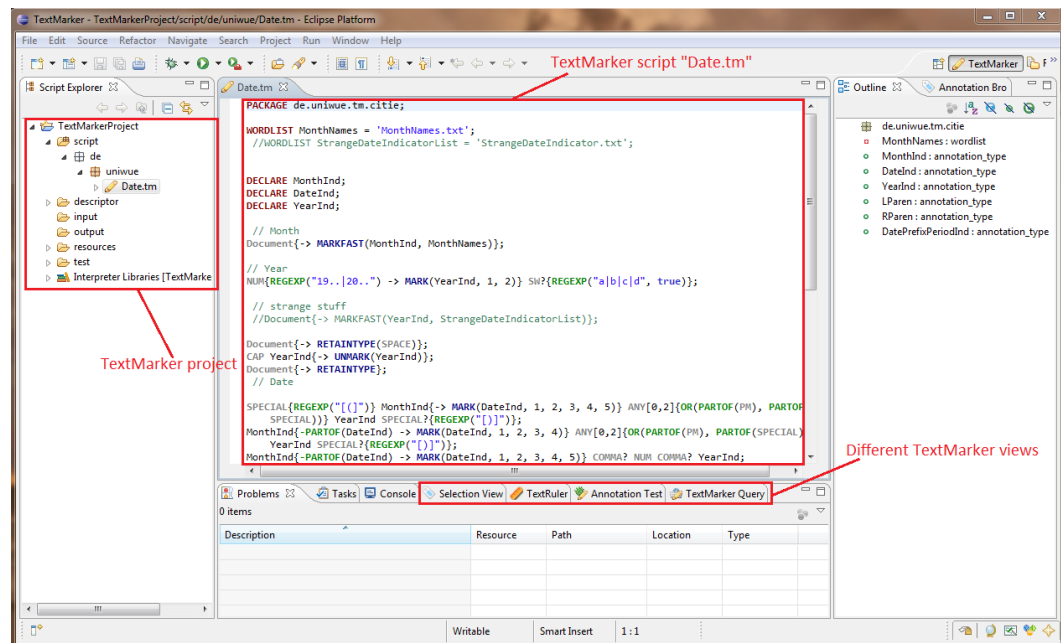 TextMarker - TextMarkerProject/script/de/uniwue/Date.tm - Eclipse Platform
File Edit Source Refactor Navigate Search Project Run Window Help
TextMarker script "Date.tm"
TextMarker
Script Explorer
TextMarkerProject
script
de
uniwue
Date.tm
descriptor
input
output
resources
test
Interpreter Libraries [TextMarke
TextMarker project
Date.tm
PACKAGE de.uniwue.tm.citie;
WORDLIST MonthNames = 'MonthNames.txt';
//WORDLIST StrangeDateIndicatorList = 'StrangeDateIndicator.txt';
DECLARE MonthInd;
DECLARE DateInd;
DECLARE YearInd;
// Month
Document{-> MARKFAST(MonthInd, MonthNames)};
// Year
NUM{REGEXP("19..|20..") -> MARK(YearInd, 1, 2)} SW?{REGEXP("a|b|c|d", true)};
// strange stuff
//Document{-> MARKFAST(YearInd, StrangeDateIndicatorList)};
Document{-> RETAINTYPE(SPACE)};
CAP YearInd{-> UNMARK(YearInd)};
Document{-> RETAINTYPE};
// Date
SPECIAL{REGEXP("[(]")} MonthInd{-> MARK(DateInd, 1, 2, 3, 4, 5)} ANY[0,2]{OR(PARTOF(PM), PARTOF
SPECIAL))} YearInd SPECIAL?{REGEXP("[)]")};
MonthInd{-PARTOF(DateInd) -> MARK(DateInd, 1, 2, 3, 4)} ANY[0,2]{OR(PARTOF(PM), PARTOF(SPECIAL)
YearInd SPECIAL?{REGEXP("[)]")};
MonthInd{-PARTOF(DateInd) -> MARK(DateInd, 1, 2, 3, 4, 5)} COMMA? NUM COMMA? YearInd;
Outline Annotation Bro
de.uniwue.tm.citie
MonthNames : wordlist
MonthInd : annotation_type
DateInd : annotation_type
YearInd : annotation_type
LParen : annotation_type
RParen : annotation_type
DatePrefixPeriodInd : annotation_type
Different TextMarker views
Problems Tasks Console Selection View TextRuler Annotation Test TextMarker Query
0 items
Description Resource Path Location Type
Writable Smart Insert 1 : 1